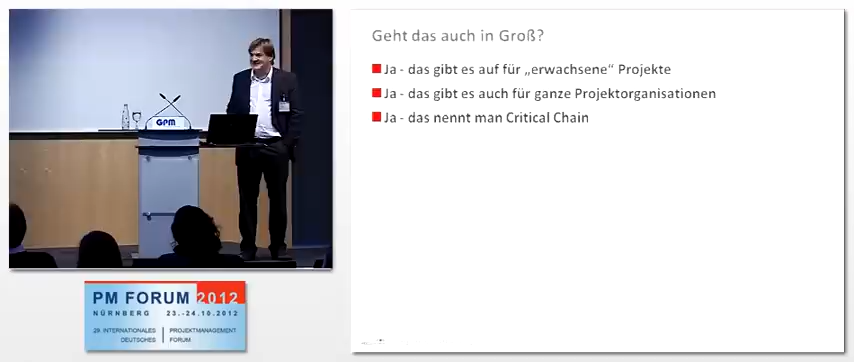 GPM
PM FORUM 2012
NÜRNBERG 23.-24.10.2012
29. INTERNATIONALES DEUTSCHES
PROJEKTMANAGEMENT FORUM
Geht das auch in Groß?
Ja - das gibt es auf für „erwachsene“ Projekte
Ja - das gibt es auch für ganze Projektorganisationen
Ja - das nennt man Critical Chain